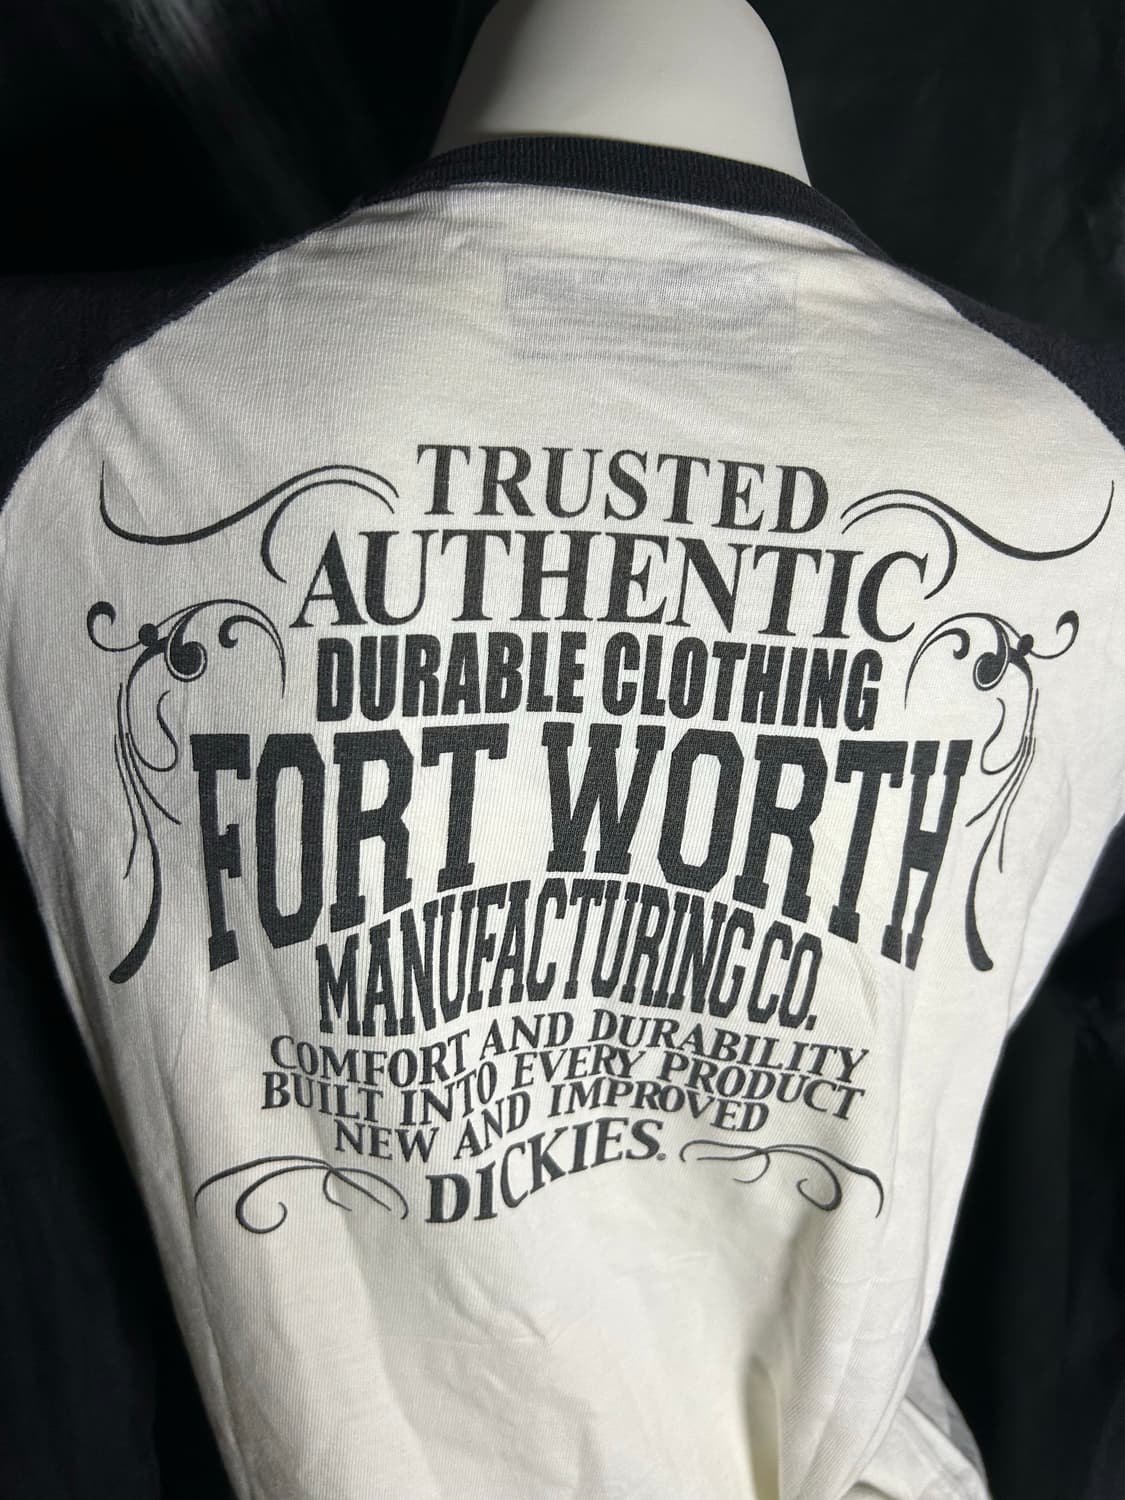 TRUSTED
AUTHENTIC
DURABLE CLOTHING
FORT WORTH
MANUFACTURING CO.
COMFORT AND DURABILITY
BUILT INTO EVERY PRODUCT
NEW AND IMPROVED
DICKIES®